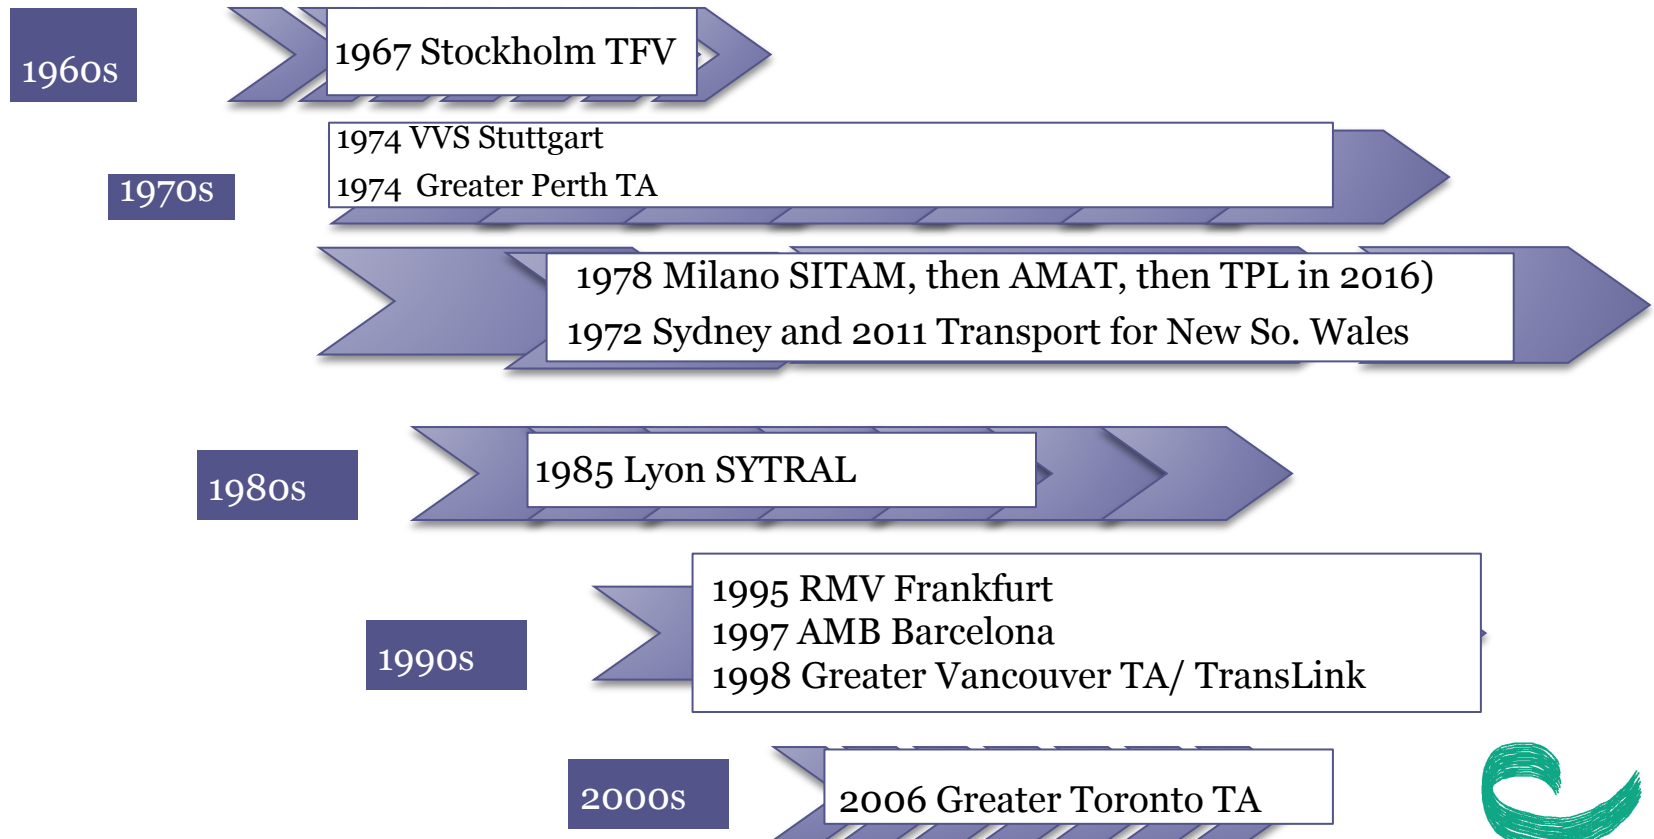 1960s
1967 Stockholm TFV
1970s
1974 VVS Stuttgart
1974 Greater Perth TA
1978 Milano SITAM, then AMAT, then TPL in 2016)
1972 Sydney and 2011 Transport for New So. Wales
1980s
1985 Lyon SYTRAL
1990s
1995 RMV Frankfurt
1997 AMB Barcelona
1998 Greater Vancouver TA/ TransLink
2000s
2006 Greater Toronto TA